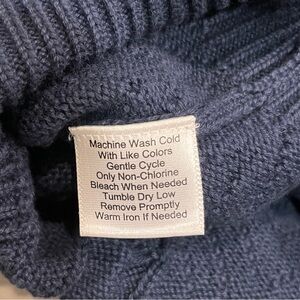 Machine Wash Cold
With Like Colors
Gentle Cycle
Only Non-Chlorine
Bleach When Needed
Tumble Dry Low
Remove Promptly
Warm Iron If Needed